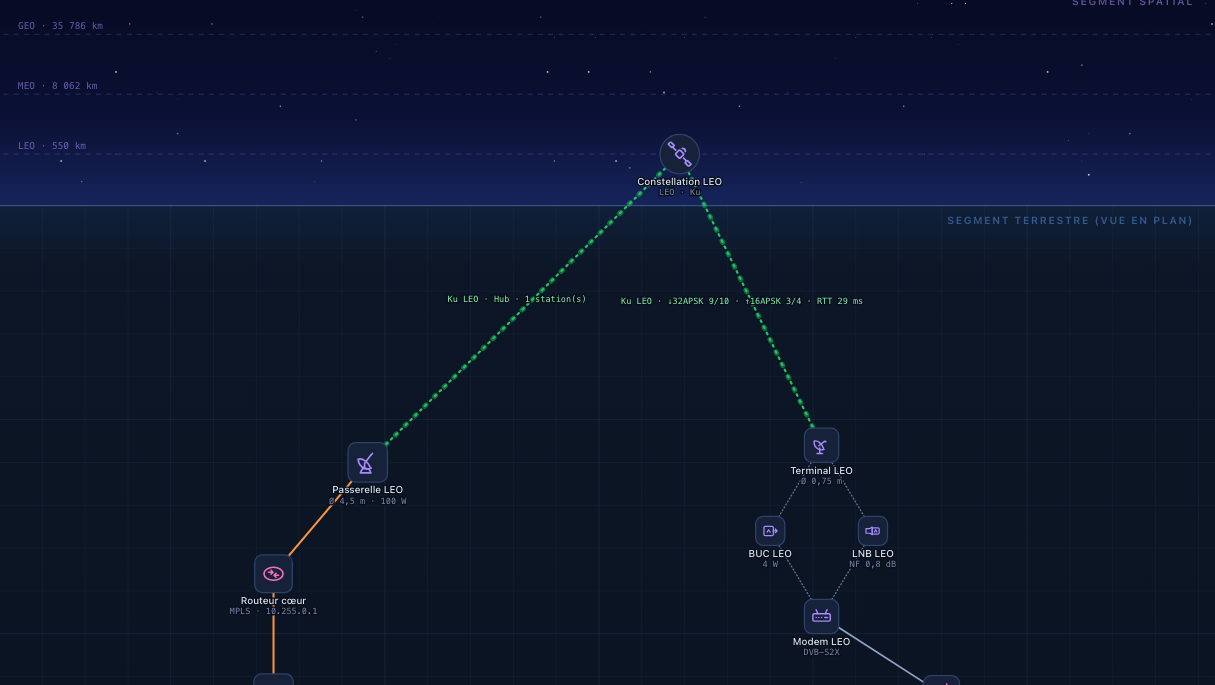 SEGMENT SPATIAL
GEO · 35 786 km
MEO · 8 062 km
LEO · 550 km
Constellation LEO
LEO · Ku
SEGMENT TERRESTRE (VUE EN PLAN)
Ku LEO · Hub · 1 station(s)
Ku LEO · ↓32APSK 9/10 · ↑16APSK 3/4 · RTT 29 ms
Terminal LEO
Ø 0,75 m
Passerelle LEO
Ø 4,5 m · 100 W
BUC LEO
4 W
LNB LEO
NF 0,8 dB
Routeur cœur
MPLS · 10.255.0.1
Modem LEO
DVB-S2X